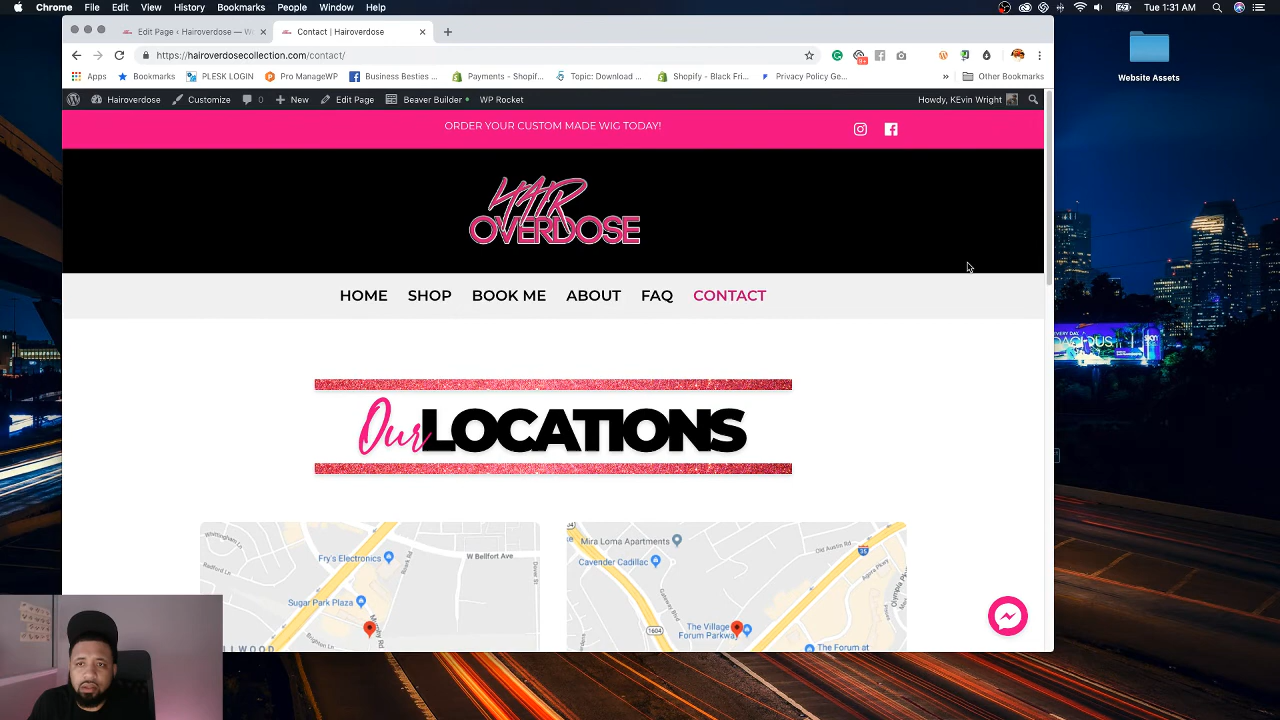 Chrome File Edit View History Bookmarks People Window Help
Tue 1:31 AM
Edit Page ‹ Hairoverdose — W
Contact | Hairoverdose
https://hairoverdosecollection.com/contact/
Apps Bookmarks PLESK LOGIN Pro ManageWP Business Besties ... Payments - Shopif... Topic: Download ... Shopify - Black Fri... Privacy Policy Ge... » Other Bookmarks
Hairoverdose Customize 0 New Edit Page Beaver Builder WP Rocket Howdy, KEvin Wright
ORDER YOUR CUSTOM MADE WIG TODAY!
HAIR
OVERDOSE
HOME SHOP BOOK ME ABOUT FAQ CONTACT
Our LOCATIONS
Fry's Electronics
W Bellfort Ave
Sugar Park Plaza
Mira Loma Apartments
Cavender Cadillac
Old Austin Rd
35
1604
The Village
Forum Parkway
The Forum at
Website Assets